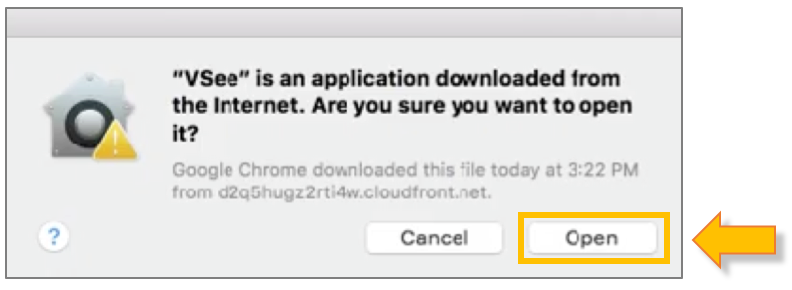 "VSee" is an application downloaded from
the Internet. Are you sure you want to open
it?
Google Chrome downloaded this file today at 3:22 PM
from d2q5hugz2rti4w.cloudfront.net.
?
Cancel
Open